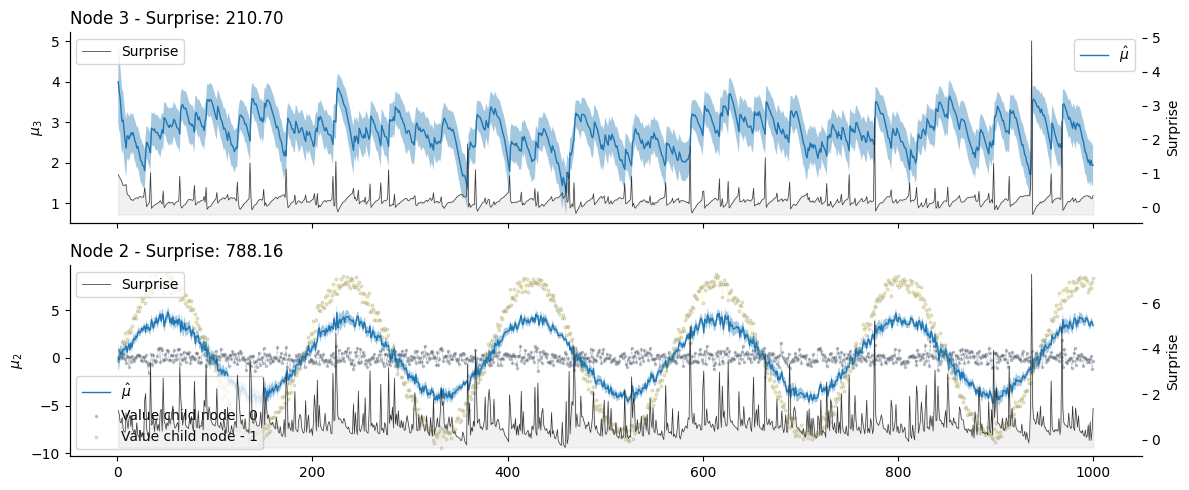 Node 3 - Surprise: 210.70
Surprise
μ̂
5
4
3
2
1
μ₃
5
4
3
2
1
0
Surprise
Node 2 - Surprise: 788.16
Surprise
μ̂
Value child node - 0
Value child node - 1
5
0
−5
−10
μ₂
6
4
2
0
Surprise
0
200
400
600
800
1000